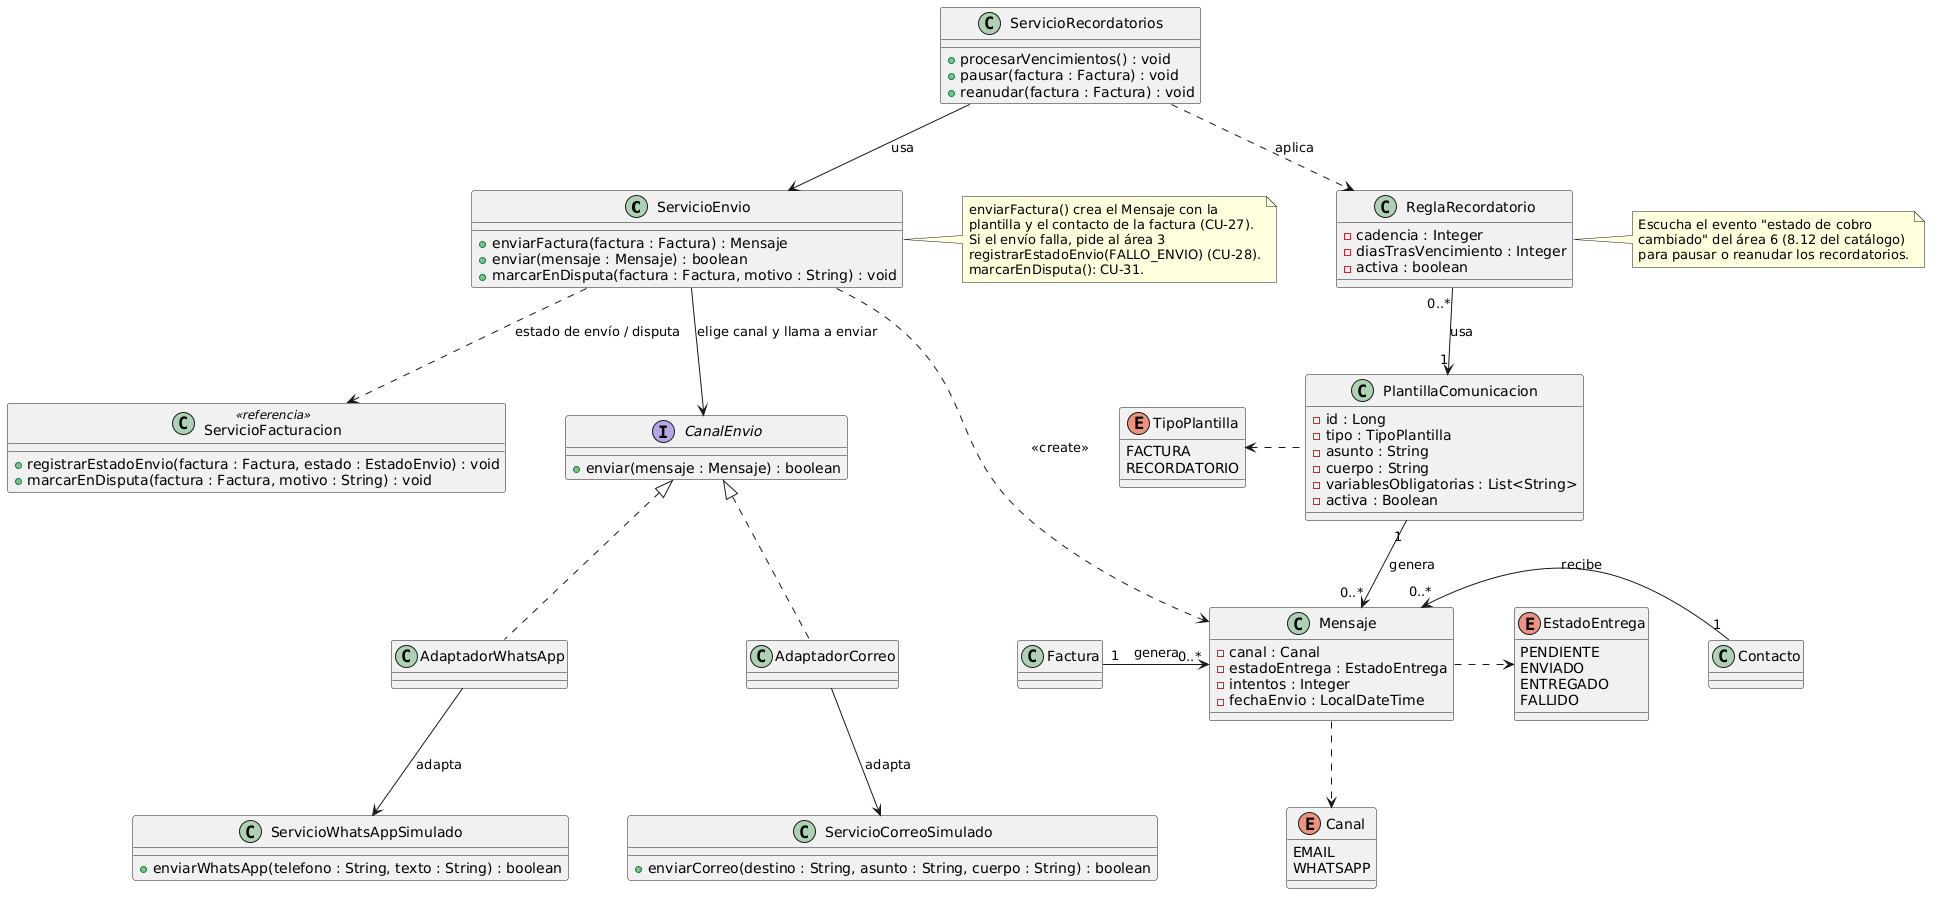 C ServicioRecordatorios
procesarVencimientos() : void
pausar(factura : Factura) : void
reanudar(factura : Factura) : void
usa
aplica
C ServicioEnvio
enviarFactura(factura : Factura) : Mensaje
enviar(mensaje : Mensaje) : boolean
marcarEnDisputa(factura : Factura, motivo : String) : void
enviarFactura() crea el Mensaje con la
plantilla y el contacto de la factura (CU-27).
Si el envío falla, pide al área 3
registrarEstadoEnvio(FALLO_ENVIO) (CU-28).
marcarEnDisputa(): CU-31.
C ReglaRecordatorio
cadencia : Integer
diasTrasVencimiento : Integer
activa : boolean
Escucha el evento "estado de cobro
cambiado" del área 6 (8.12 del catálogo)
para pausar o reanudar los recordatorios.
estado de envío / disputa
elige canal y llama a enviar
0..*
usa
1
«referencia»
C ServicioFacturacion
registrarEstadoEnvio(factura : Factura, estado : EstadoEnvio) : void
marcarEnDisputa(factura : Factura, motivo : String) : void
I CanalEnvio
enviar(mensaje : Mensaje) : boolean
«create»
E TipoPlantilla
FACTURA
RECORDATORIO
C PlantillaComunicacion
id : Long
tipo : TipoPlantilla
asunto : String
cuerpo : String
variablesObligatorias : List<String>
activa : Boolean
1
genera
0..*
recibe
0..*
1
C AdaptadorWhatsApp
C AdaptadorCorreo
C Factura
1 genera 0..*
C Mensaje
canal : Canal
estadoEntrega : EstadoEntrega
intentos : Integer
fechaEnvio : LocalDateTime
E EstadoEntrega
PENDIENTE
ENVIADO
ENTREGADO
FALLIDO
C Contacto
adapta
adapta
C ServicioWhatsAppSimulado
enviarWhatsApp(telefono : String, texto : String) : boolean
C ServicioCorreoSimulado
enviarCorreo(destino : String, asunto : String, cuerpo : String) : boolean
E Canal
EMAIL
WHATSAPP